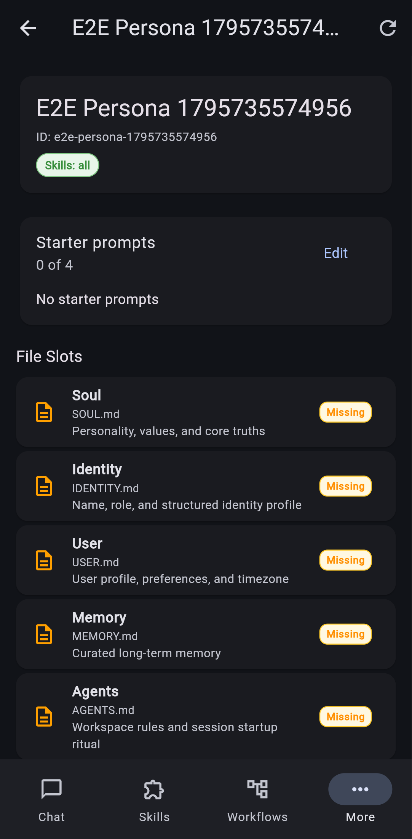 E2E Persona 1795735574...
E2E Persona 1795735574956
ID: e2e-persona-1795735574956
Skills: all
Starter prompts
0 of 4
Edit
No starter prompts
File Slots
Soul
SOUL.md
Personality, values, and core truths
Missing
Identity
IDENTITY.md
Name, role, and structured identity profile
Missing
User
USER.md
User profile, preferences, and timezone
Missing
Memory
MEMORY.md
Curated long-term memory
Missing
Agents
AGENTS.md
Workspace rules and session startup
ritual
Missing
Chat
Skills
Workflows
More